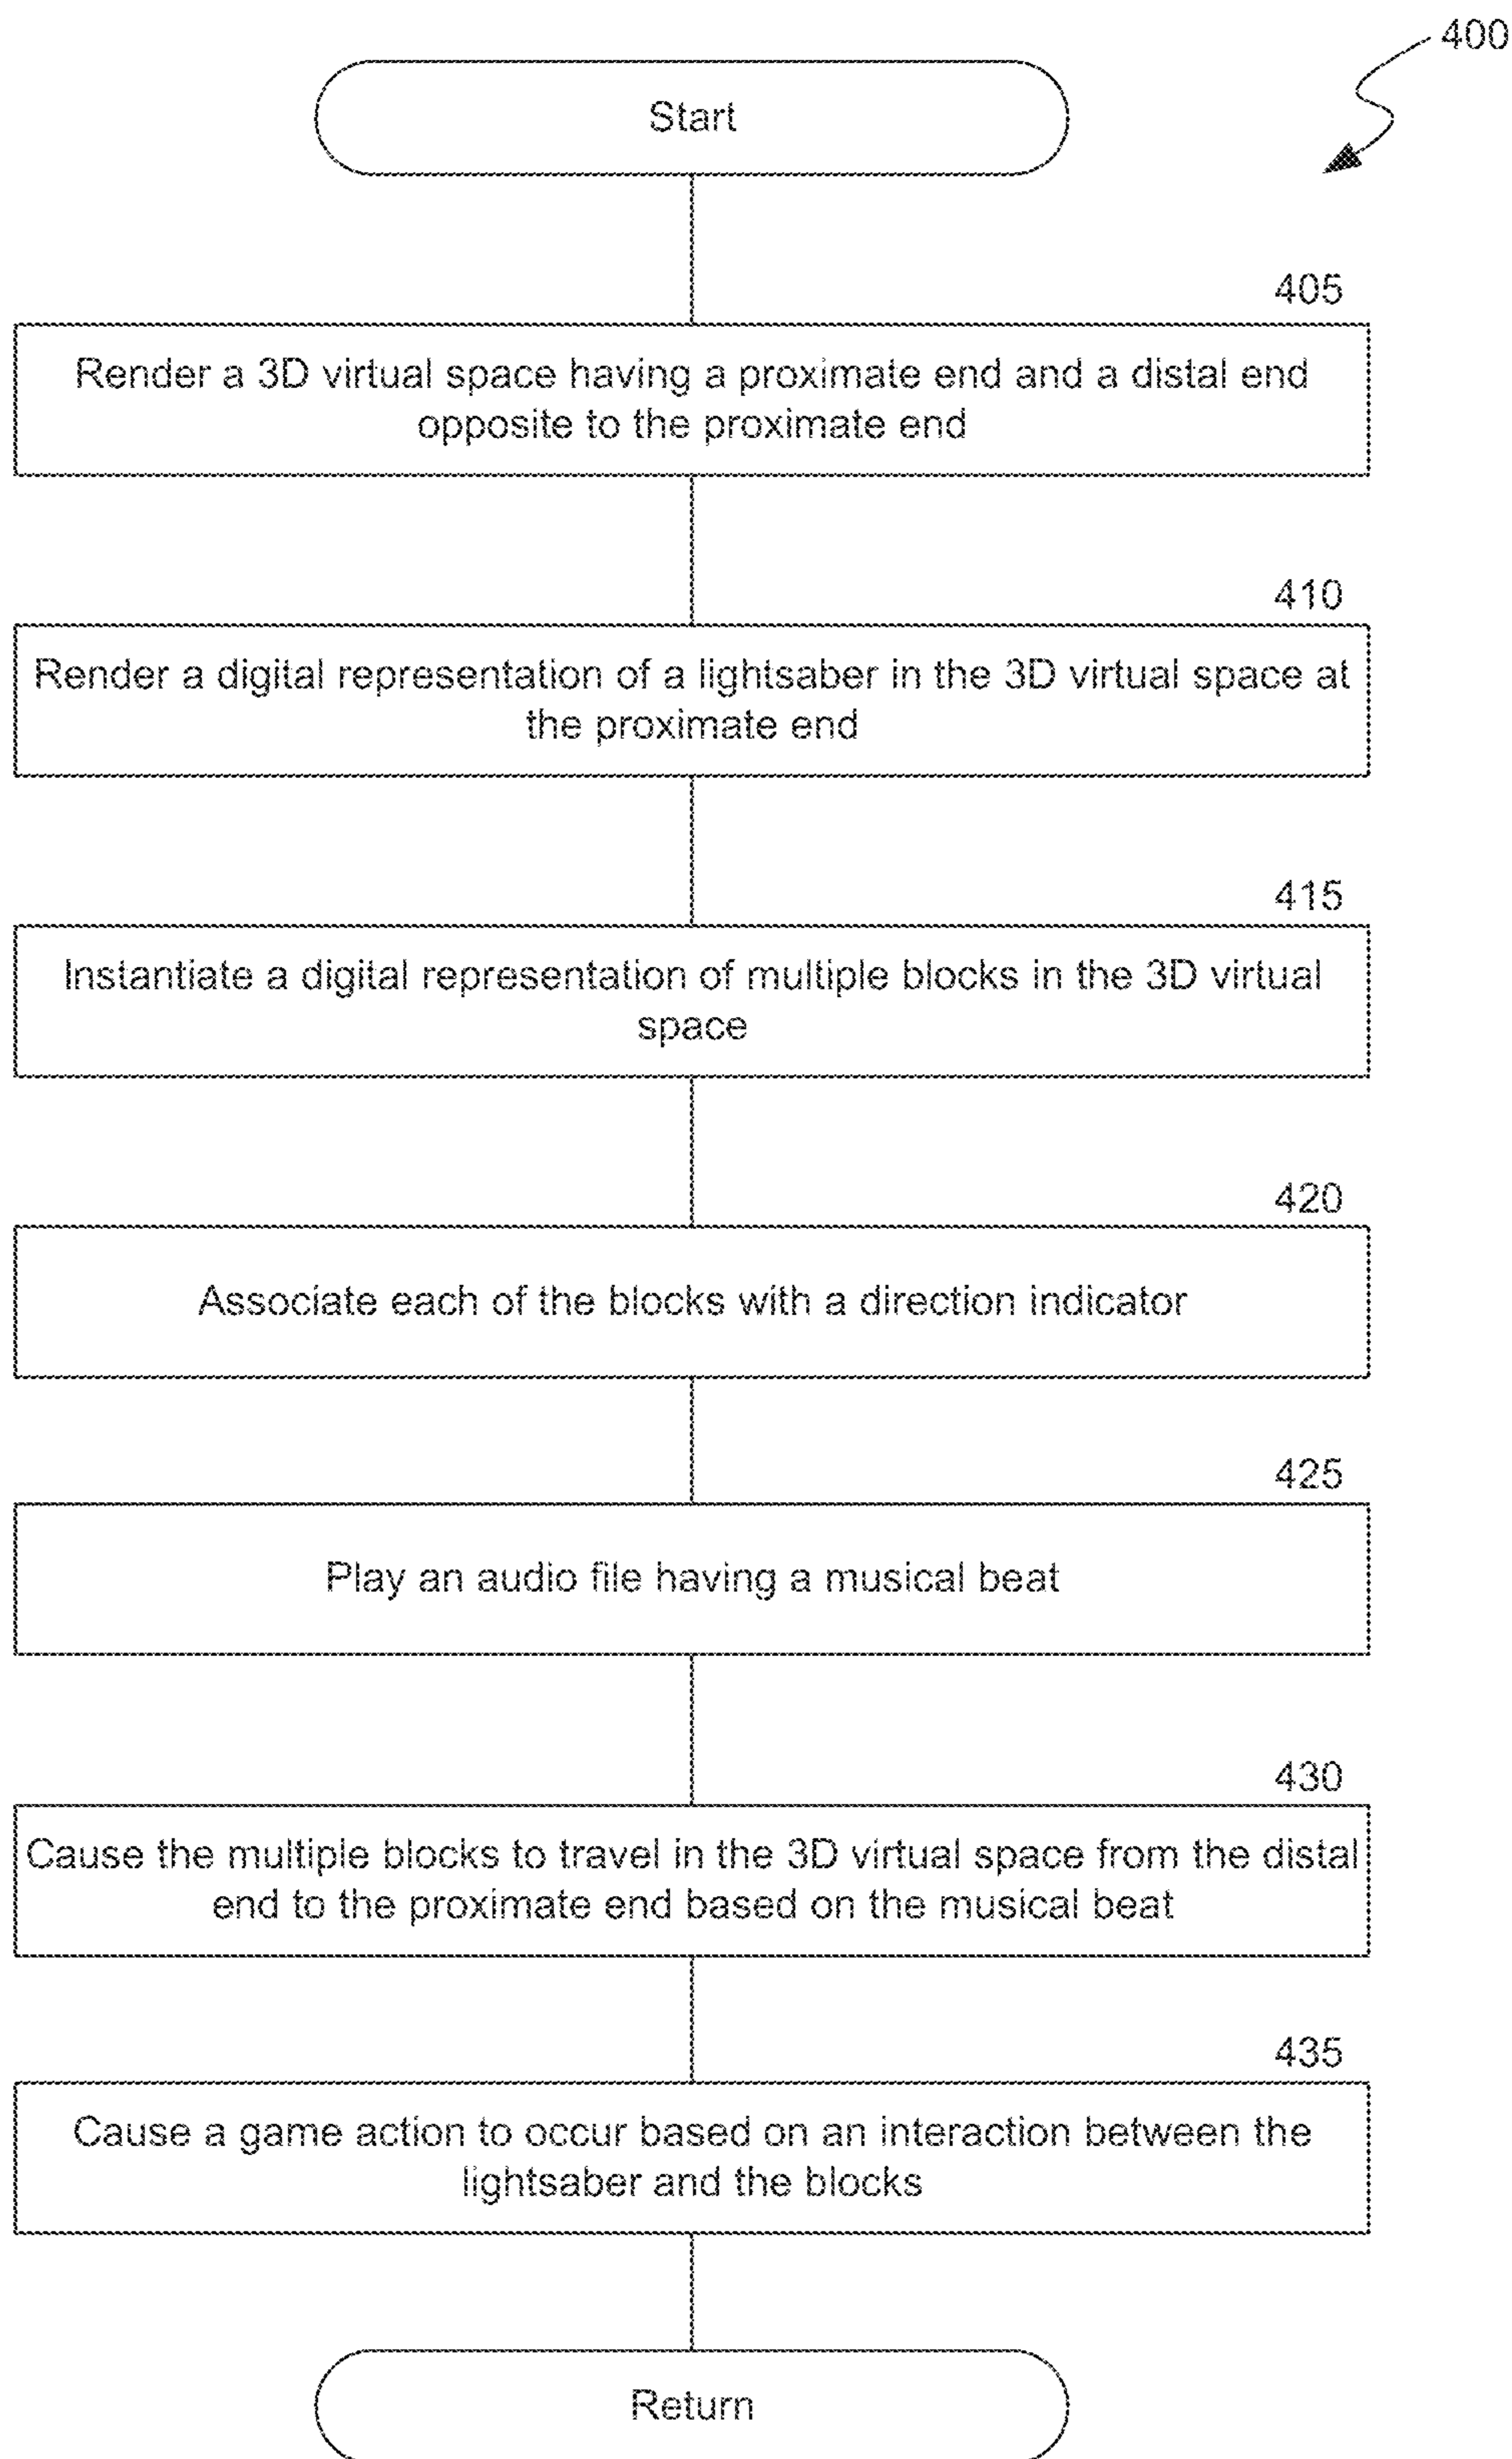 400
Start
405
Render a 3D virtual space having a proximate end and a distal end
opposite to the proximate end
410
Render a digital representation of a lightsaber in the 3D virtual space at
the proximate end
415
Instantiate a digital representation of multiple blocks in the 3D virtual
space
420
Associate each of the blocks with a direction indicator
425
Play an audio file having a musical beat
430
Cause the multiple blocks to travel in the 3D virtual space from the distal
end to the proximate end based on the musical beat
435
Cause a game action to occur based on an interaction between the
lightsaber and the blocks
Return